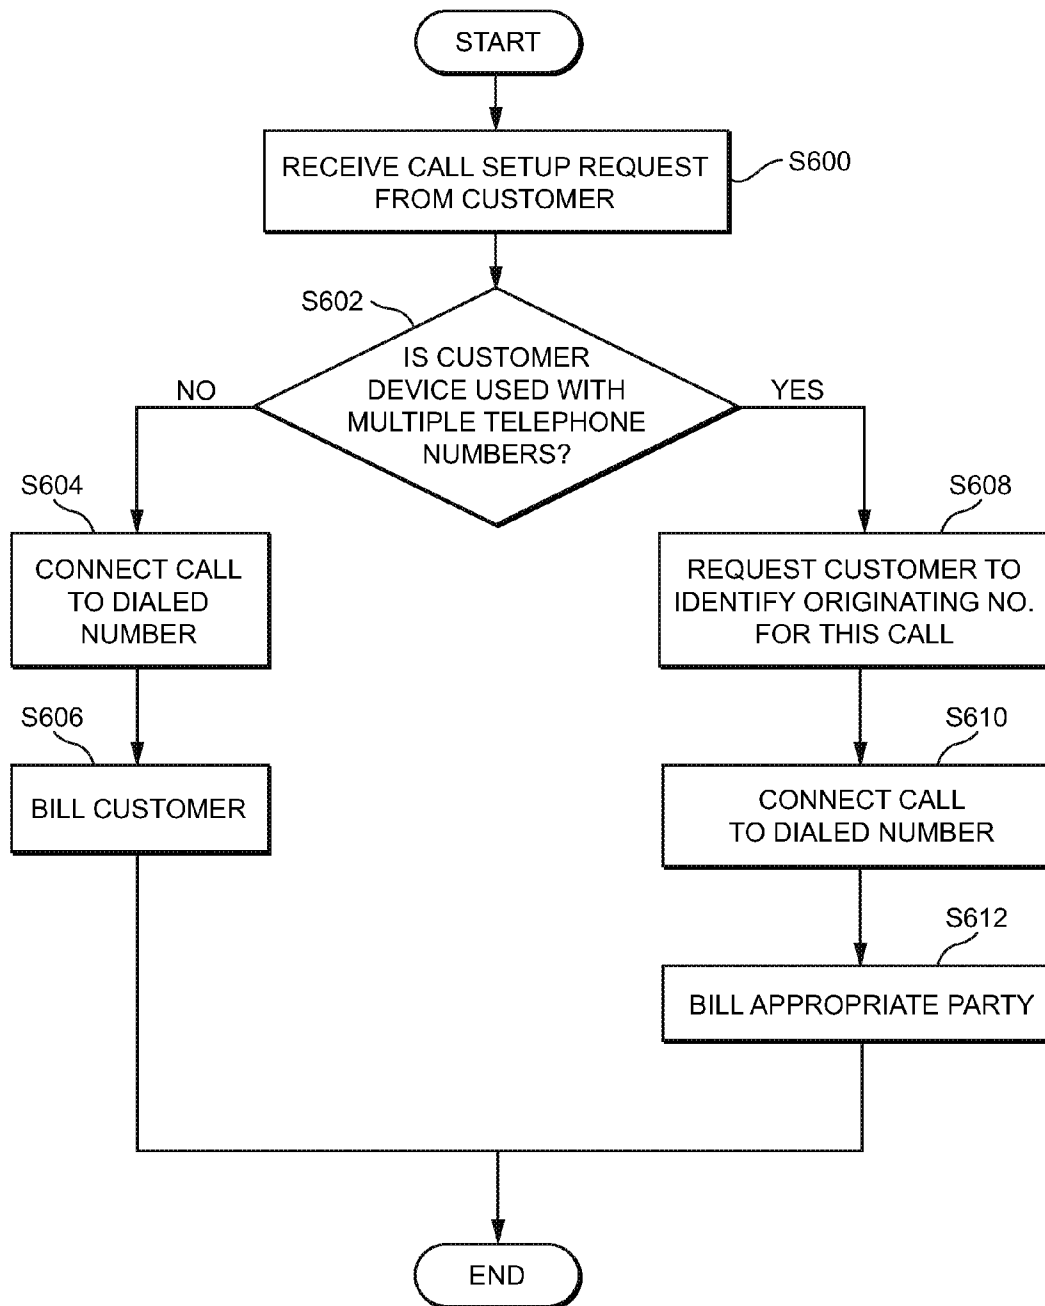 START
RECEIVE CALL SETUP REQUEST
FROM CUSTOMER
S600
S602
IS CUSTOMER
DEVICE USED WITH
MULTIPLE TELEPHONE
NUMBERS?
NO
YES
S604
CONNECT CALL
TO DIALED
NUMBER
S606
BILL CUSTOMER
S608
REQUEST CUSTOMER TO
IDENTIFY ORIGINATING NO.
FOR THIS CALL
S610
CONNECT CALL
TO DIALED NUMBER
S612
BILL APPROPRIATE PARTY
END